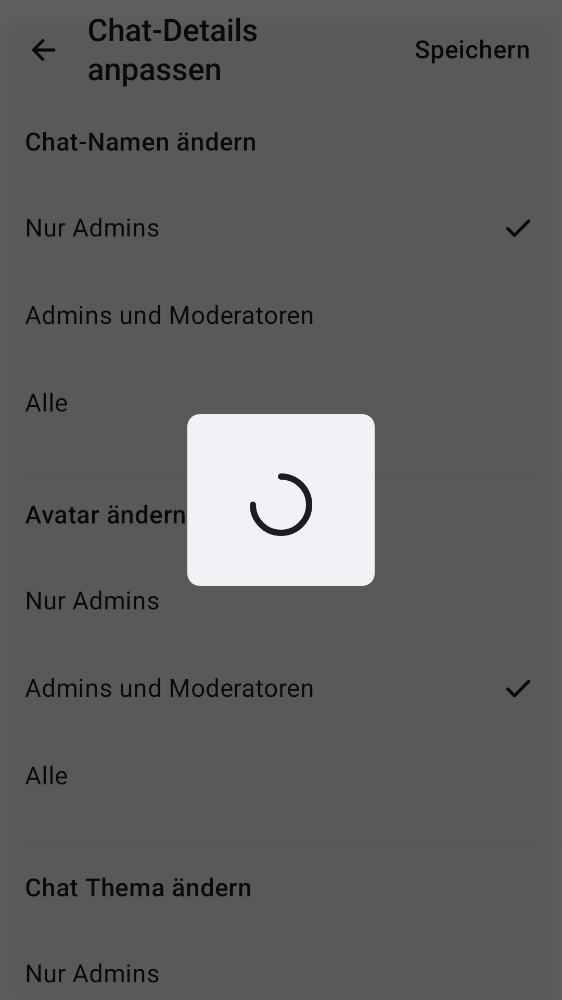 Chat-Details
anpassen
Speichern
Chat-Namen ändern
Nur Admins
Admins und Moderatoren
Alle
Avatar ändern
Nur Admins
Admins und Moderatoren
Alle
Chat Thema ändern
Nur Admins